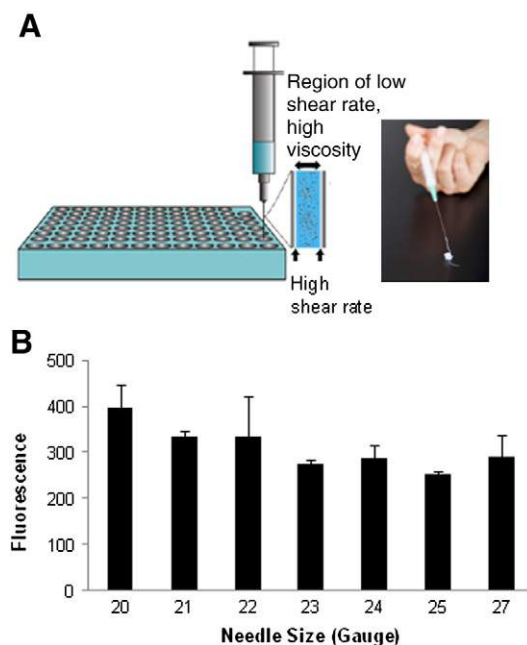 A
Region of low
shear rate,
high
viscosity
High
shear rate
B
500
400
300
200
100
0
Fluorescence
20 21 22 23 24 25 27
Needle Size (Gauge)